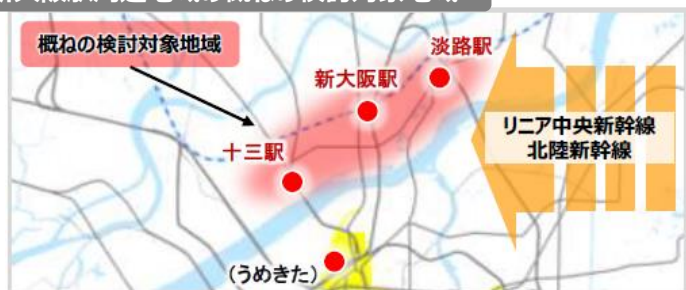 概ねの検討対象地域
淡路駅
新大阪駅
リニア中央新幹線
北陸新幹線
十三駅
(うめきた)